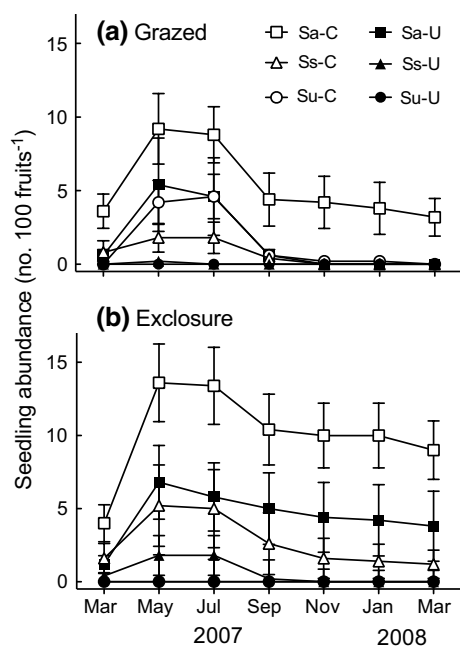 (a) Grazed
Sa-C Sa-U
Ss-C Ss-U
Su-C Su-U
15
10
5
0
(b) Exclosure
15
10
5
0
Seedling abundance (no. 100 fruits⁻¹)
Mar May Jul Sep Nov Jan Mar
2007 2008